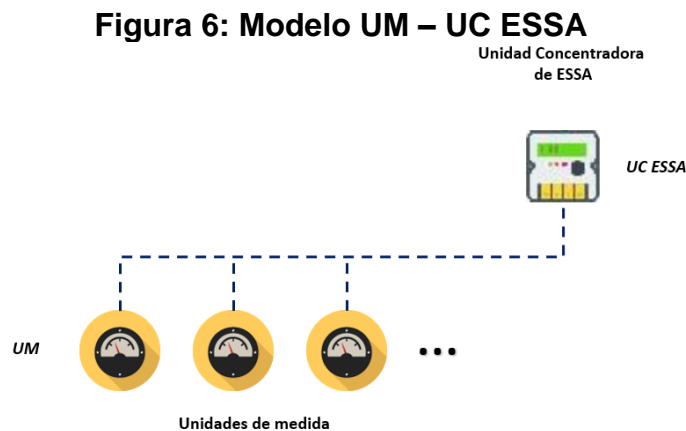 Figura 6: Modelo UM – UC ESSA
Unidad Concentradora
de ESSA
UC ESSA
UM
...
Unidades de medida